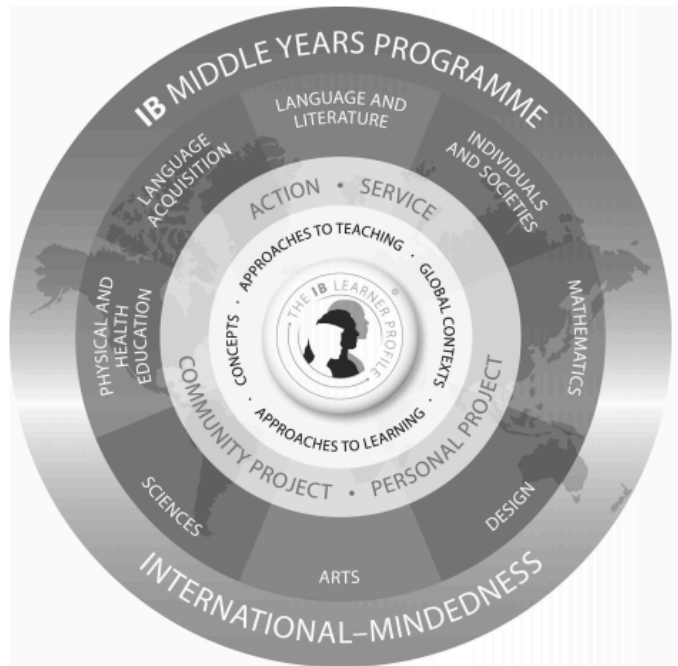 IB MIDDLE YEARS PROGRAMME
LANGUAGE AND
LITERATURE
INDIVIDUALS
AND SOCIETIES
MATHEMATICS
DESIGN
ARTS
SCIENCES
PHYSICAL AND
HEALTH
EDUCATION
LANGUAGE
ACQUISITION
ACTION • SERVICE
PERSONAL PROJECT
• COMMUNITY PROJECT
APPROACHES TO TEACHING ·
GLOBAL CONTEXTS ·
APPROACHES TO LEARNING ·
CONCEPTS ·
THE IB LEARNER PROFILE
®
INTERNATIONAL–MINDEDNESS